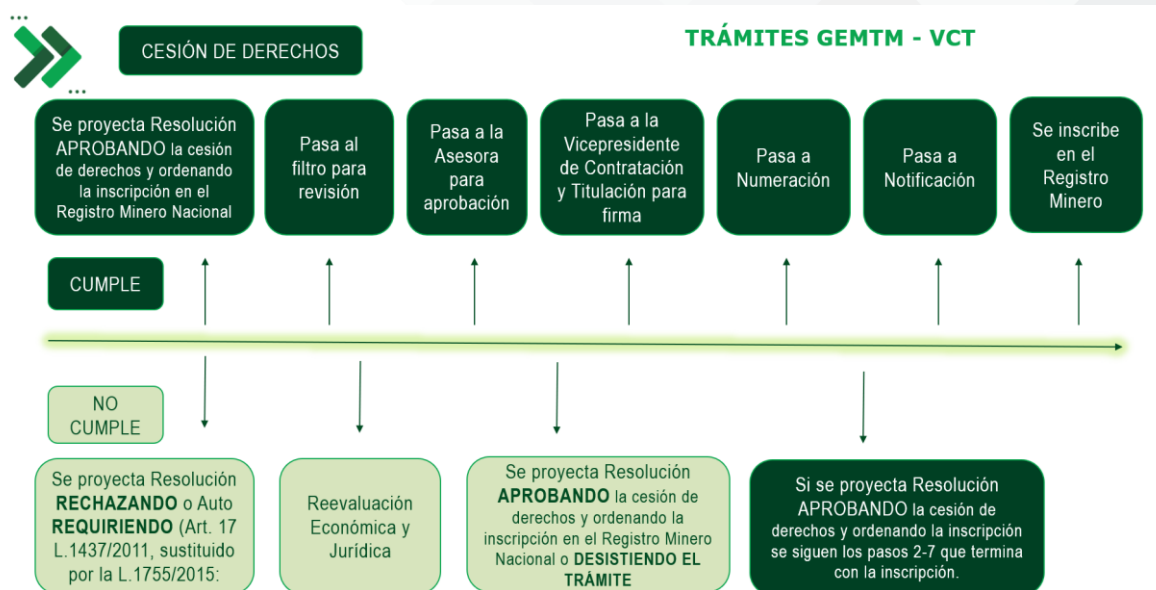 CESIÓN DE DERECHOS
TRÁMITES GEMTM - VCT
Se proyecta Resolución
APROBANDO la cesión
de derechos y ordenando
la inscripción en el
Registro Minero Nacional
Pasa al
filtro para
revisión
Pasa a la
Asesora
para
aprobación
Pasa a la
Vicepresidente
de Contratación
y Titulación para
firma
Pasa a
Numeración
Pasa a
Notificación
Se inscribe
en el
Registro
Minero
CUMPLE
NO
CUMPLE
Se proyecta Resolución
RECHAZANDO o Auto
REQUIRIENDO (Art. 17
L.1437/2011, sustituido
por la L.1755/2015:
Reevaluación
Económica y
Jurídica
Se proyecta Resolución
APROBANDO la cesión de
derechos y ordenando la
inscripción en el Registro Minero
Nacional o DESISTIENDO EL
TRÁMITE
Si se proyecta Resolución
APROBANDO la cesión de
derechos y ordenando la inscripción
se siguen los pasos 2-7 que termina
con la inscripción.